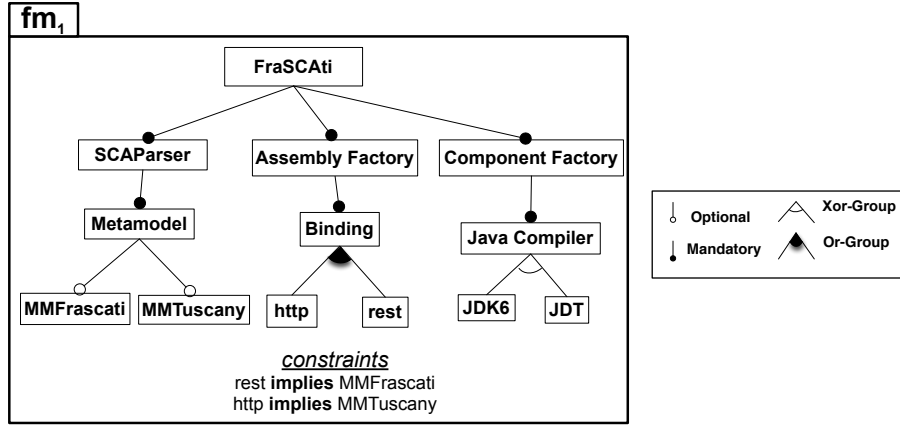 fm1
FraSCAti
SCAParser
Assembly Factory
Component Factory
Metamodel
Binding
Java Compiler
MMFrascati
MMTuscany
http
rest
JDK6
JDT
constraints
rest implies MMFrascati
http implies MMTuscany
Optional
Xor-Group
Mandatory
Or-Group